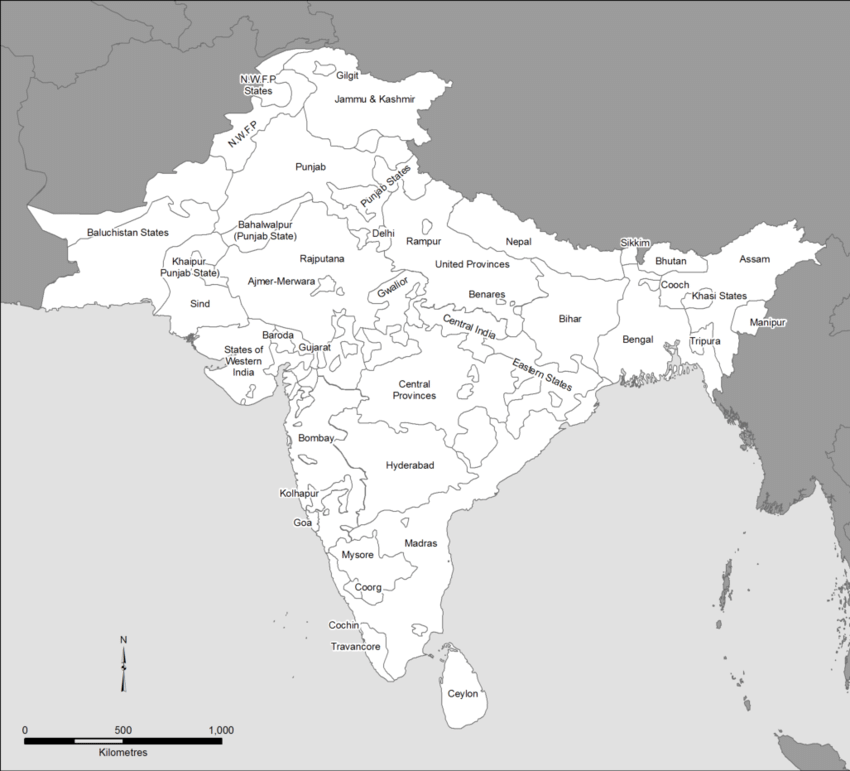 N.W.F.P
States
Gilgit
Jammu & Kashmir
N.W.F.P
Punjab
Punjab States
Baluchistan States
Bahalwalpur
(Punjab State)
Delhi
Rampur
Nepal
Sikkim
Bhutan
Assam
Khaipur
Punjab State)
Rajputana
United Provinces
Ajmer-Merwara
Gwalior
Benares
Cooch
Khasi States
Sind
Bihar
Manipur
Central India
Baroda
Gujarat
Bengal
Tripura
States of
Western
India
Eastern States
Central
Provinces
Bombay
Hyderabad
Kolhapur
Goa
Madras
Mysore
Coorg
Cochin
Travancore
Ceylon
N
0 500 1,000
Kilometres